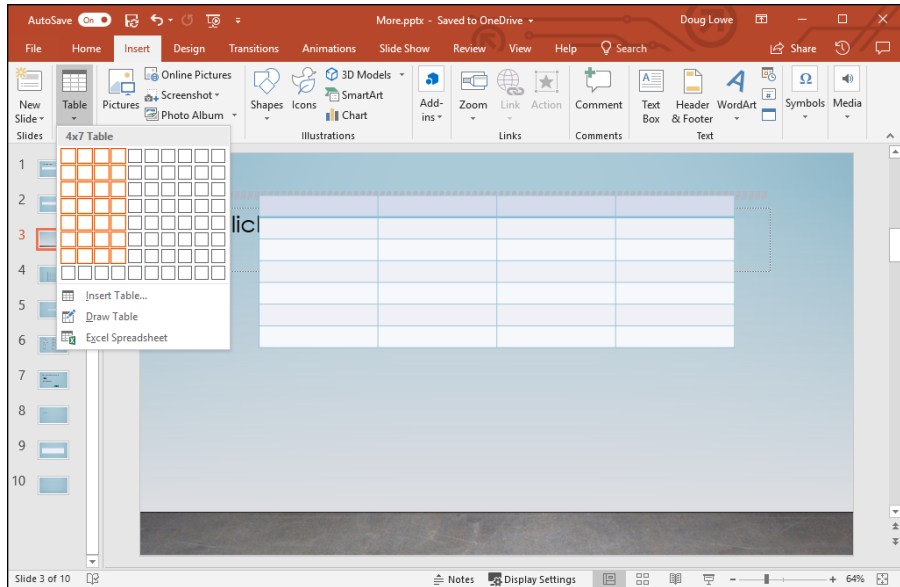 AutoSave On More.pptx - Saved to OneDrive Doug Lowe
File Home Insert Design Transitions Animations Slide Show Review View Help Search Share
New Slide
Table
Pictures
Online Pictures
Screenshot
Photo Album
Shapes
Icons
3D Models
SmartArt
Chart
Add-ins
Zoom
Link
Action
Comment
Text Box
Header & Footer
WordArt
Symbols
Media
Slides Illustrations Links Comments Text
4x7 Table
Insert Table...
Draw Table
Excel Spreadsheet
1
2
3
4
5
6
7
8
9
10
lic
Slide 3 of 10 Notes Display Settings 64%